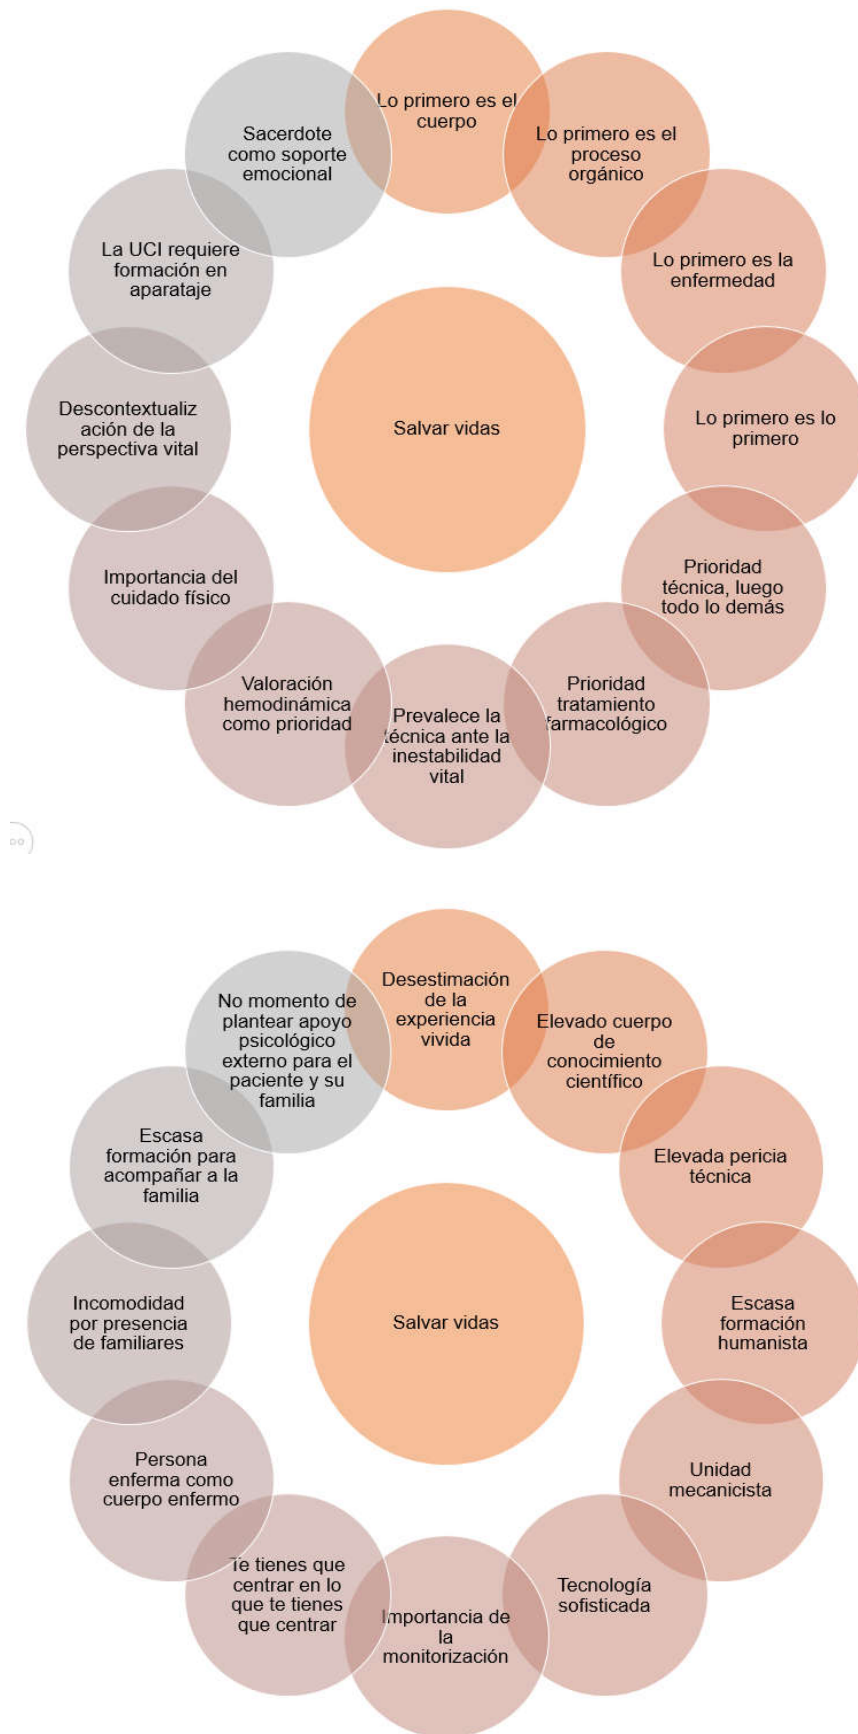 Lo primero es el
cuerpo
Lo primero es el
proceso
orgánico
Lo primero es la
enfermedad
Lo primero es lo
primero
Prioridad
técnica, luego
todo lo demás
Prioridad
tratamiento
farmacológico
Prevalece la
técnica ante la
inestabilidad
vital
Valoración
hemodinámica
como prioridad
Importancia del
cuidado físico
Descontextualiz
ación de la
perspectiva vital
La UCI requiere
formación en
aparataje
Sacerdote
como soporte
emocional
Salvar vidas
Desestimación
de la
experiencia
vivida
Elevado cuerpo
de
conocimiento
científico
Elevada pericia
técnica
Escasa
formación
humanista
Unidad
mecanicista
Tecnología
sofisticada
Importancia de
la
monitorización
Te tienes que
centrar en lo
que te tienes
que centrar
Persona
enferma como
cuerpo enfermo
Incomodidad
por presencia
de familiares
Escasa
formación para
acompañar a la
familia
No momento de
plantear apoyo
psicológico
externo para el
paciente y su
familia
Salvar vidas